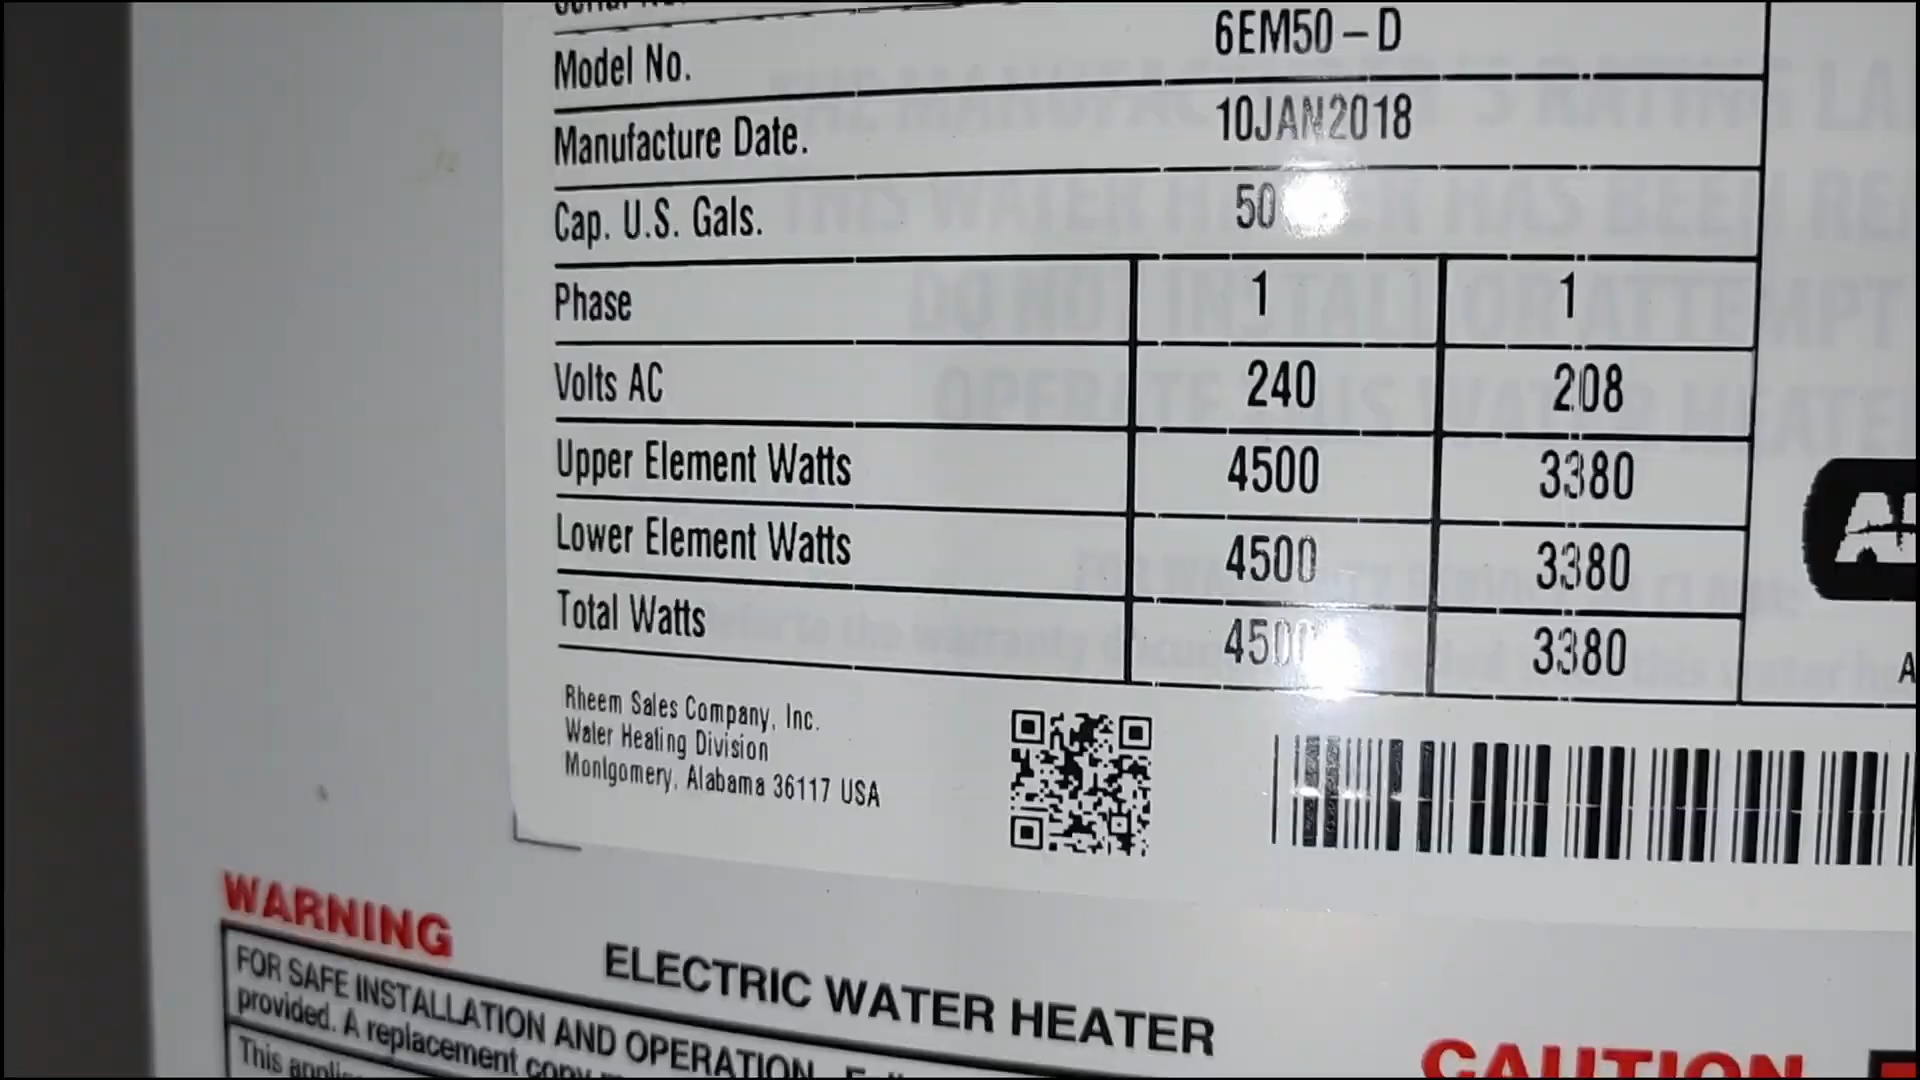 Model No. 6EM50 – D
Manufacture Date. 10JAN2018
Cap. U.S. Gals. 50
Phase 1 1
Volts AC 240 208
Upper Element Watts 4500 3380
Lower Element Watts 4500 3380
Total Watts 3380
Rheem Sales Company, Inc.
Water Heating Division
Montgomery, Alabama 36117 USA
WARNING
ELECTRIC WATER HEATER
FOR SAFE INSTALLATION AND OPERATION
provided. A replacement copy
This
CAUTION